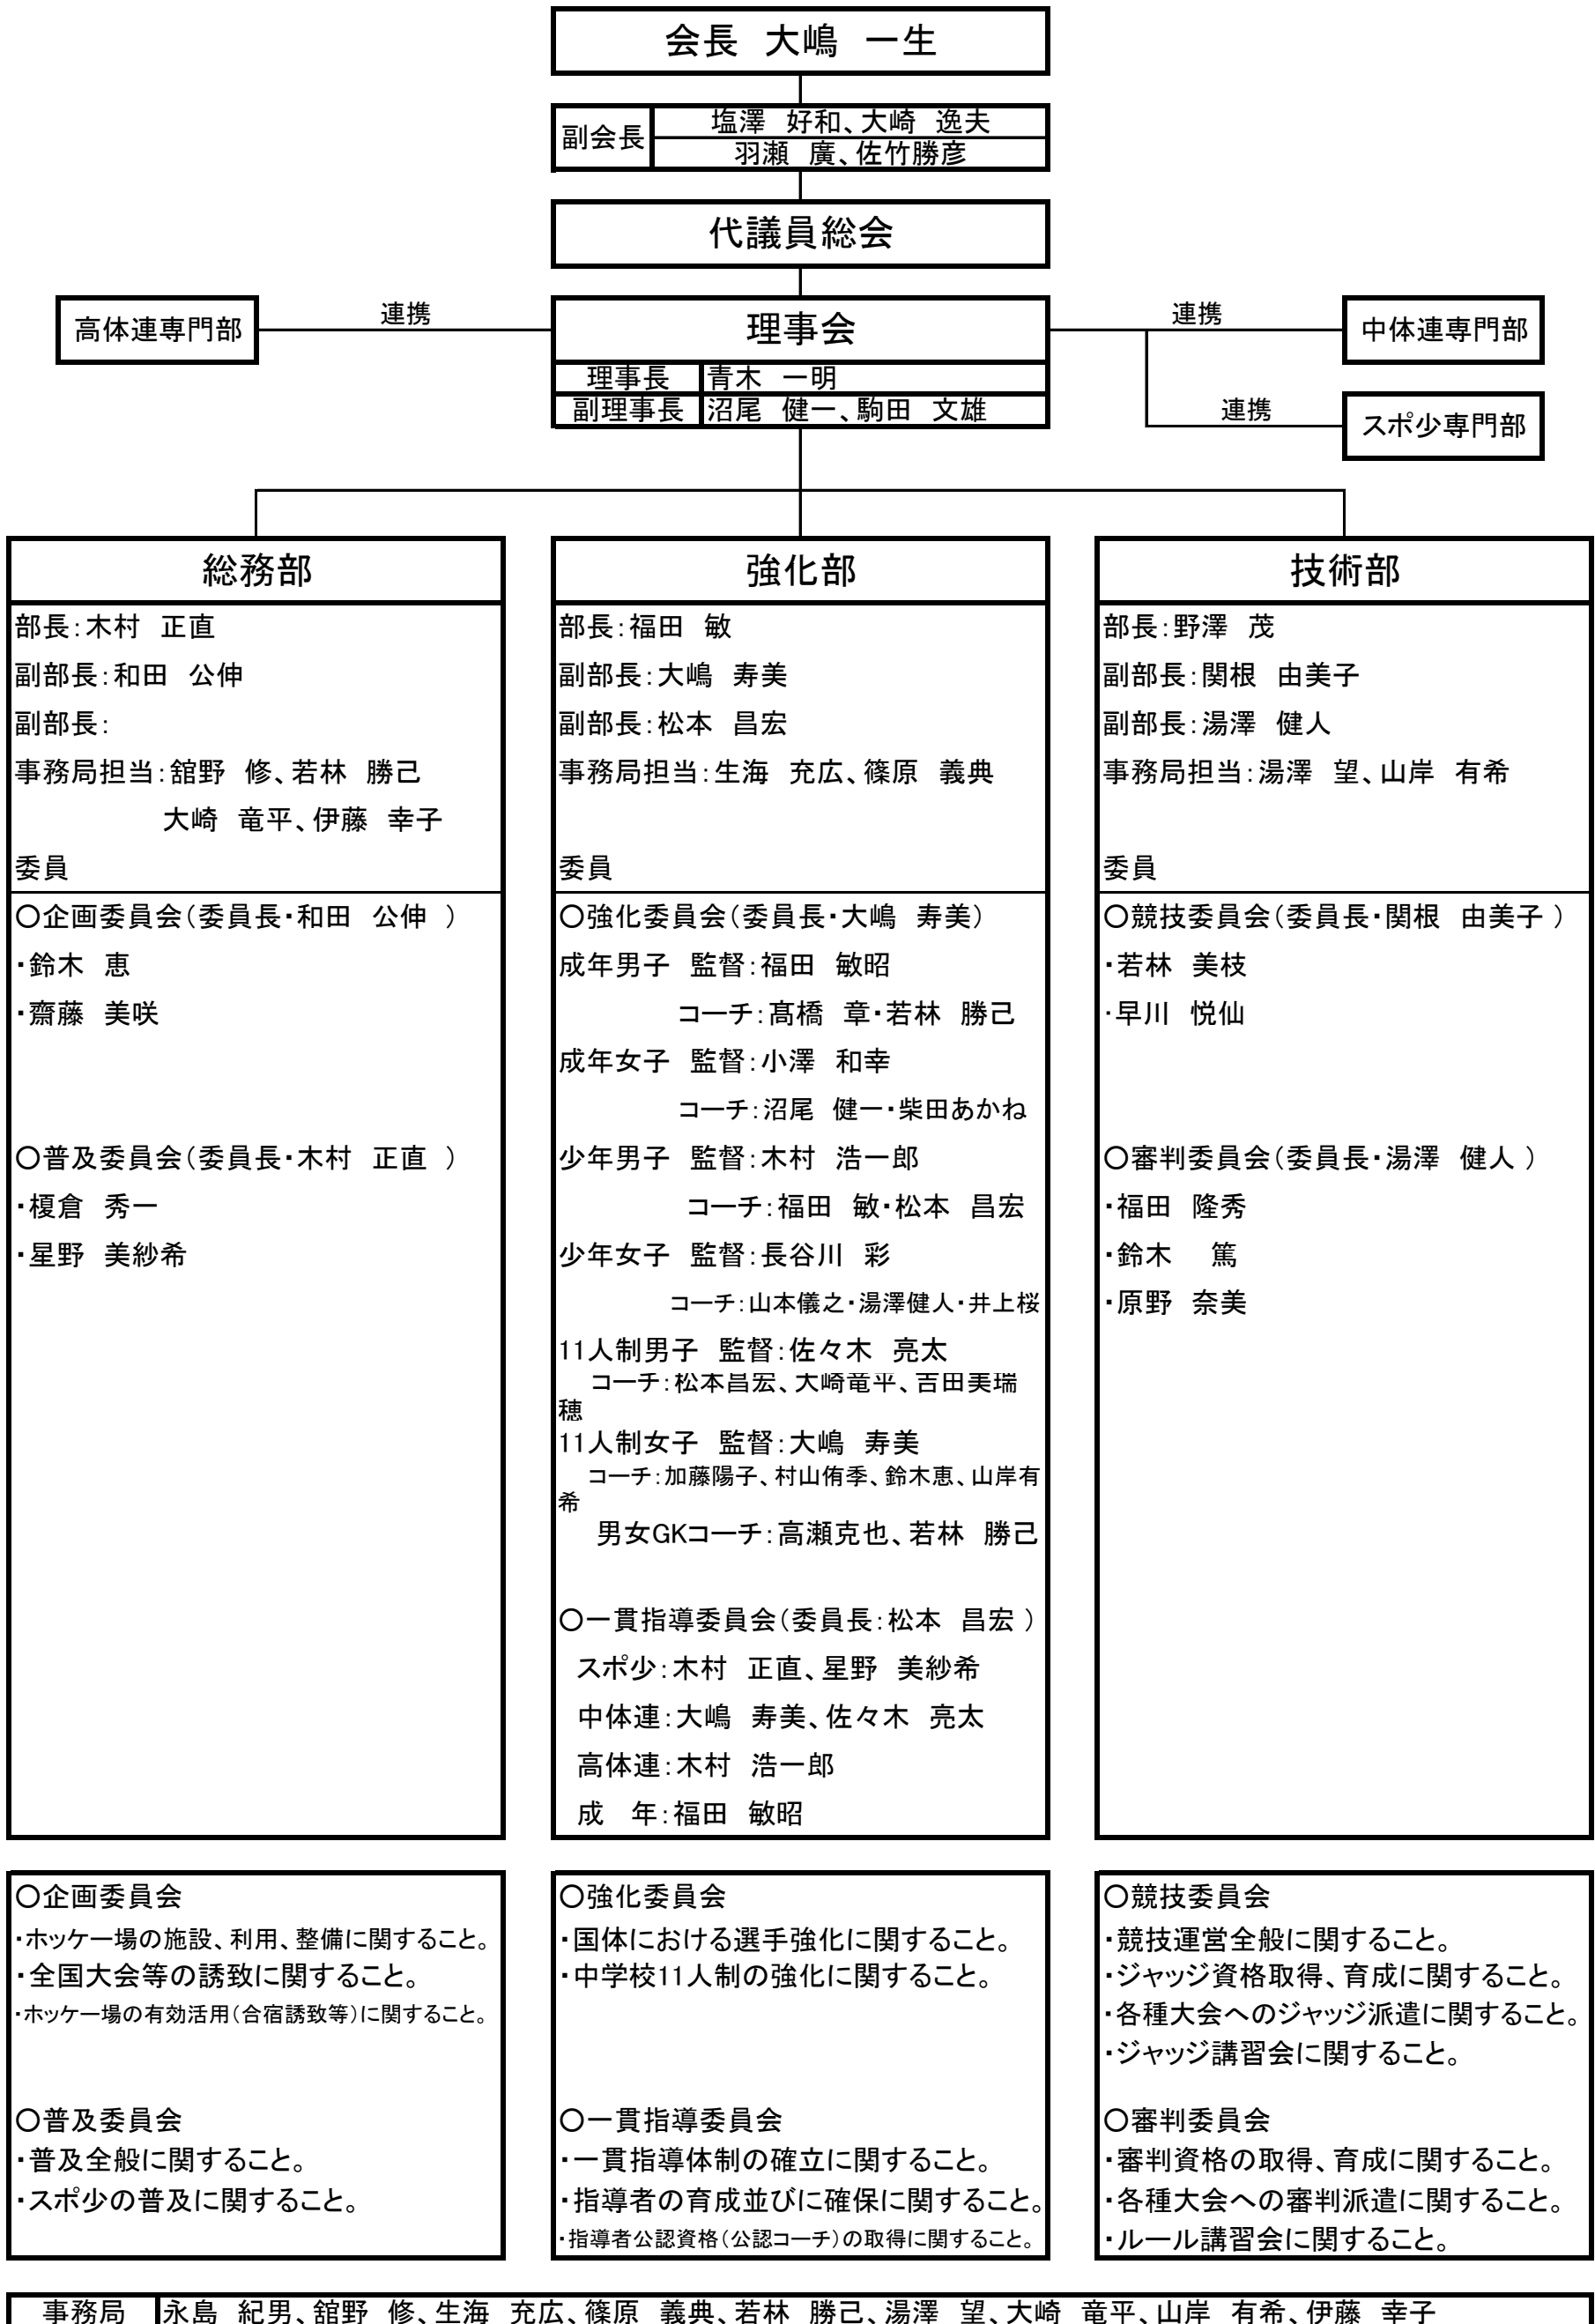 会長　大嶋　一生
副会長
塩澤　好和、大崎　逸夫
羽瀬　廣、佐竹勝彦
代議員総会
高体連専門部
連携
理事会
連携
中体連専門部
理事長
青木　一明
副理事長
沼尾　健一、駒田　文雄
連携
スポ少専門部
総務部
部長：木村　正直
副部長：和田　公伸
副部長：
事務局担当：舘野　修、若林　勝己
大崎　竜平、伊藤　幸子
委員
〇企画委員会（委員長・和田　公伸 ）
・鈴木　恵
・齋藤　美咲
〇普及委員会（委員長・木村　正直 ）
・榎倉　秀一
・星野　美紗希
強化部
部長：福田　敏
副部長：大嶋　寿美
副部長：松本　昌宏
事務局担当：生海　充広、篠原　義典
委員
〇強化委員会（委員長・大嶋　寿美）
成年男子　監督：福田　敏昭
コーチ：髙橋　章・若林　勝己
成年女子　監督：小澤　和幸
コーチ：沼尾　健一・柴田あかね
少年男子　監督：木村　浩一郎
コーチ：福田　敏・松本　昌宏
少年女子　監督：長谷川　彩
コーチ：山本儀之・湯澤健人・井上桜
11人制男子　監督：佐々木　亮太
コーチ：松本昌宏、大崎竜平、吉田美瑞
穂
11人制女子　監督：大嶋　寿美
コーチ：加藤陽子、村山侑季、鈴木恵、山岸有
希
男女GKコーチ：高瀬克也、若林　勝己
〇一貫指導委員会（委員長：松本　昌宏 ）
スポ少：木村　正直、星野　美紗希
中体連：大嶋　寿美、佐々木　亮太
高体連：木村　浩一郎
成　年：福田　敏昭
技術部
部長：野澤　茂
副部長：関根　由美子
副部長：湯澤　健人
事務局担当：湯澤　望、山岸　有希
委員
〇競技委員会（委員長・関根　由美子 ）
・若林　美枝
・早川　悦仙
〇審判委員会（委員長・湯澤　健人 ）
・福田　隆秀
・鈴木　 篤
・原野　奈美
〇企画委員会
・ホッケー場の施設、利用、整備に関すること。
・全国大会等の誘致に関すること。
・ホッケー場の有効活用（合宿誘致等）に関すること。
〇普及委員会
・普及全般に関すること。
・スポ少の普及に関すること。
〇強化委員会
・国体における選手強化に関すること。
・中学校11人制の強化に関すること。
〇一貫指導委員会
・一貫指導体制の確立に関すること。
・指導者の育成並びに確保に関すること。
・指導者公認資格（公認コーチ）の取得に関すること。
〇競技委員会
・競技運営全般に関すること。
・ジャッジ資格取得、育成に関すること。
・各種大会へのジャッジ派遣に関すること。
・ジャッジ講習会に関すること。
〇審判委員会
・審判資格の取得、育成に関すること。
・各種大会への審判派遣に関すること。
・ルール講習会に関すること。
事務局
永島　紀男、舘野　修、生海　充広、篠原　義典、若林　勝己、湯澤　望、大崎　竜平、山岸　有希、伊藤　幸子